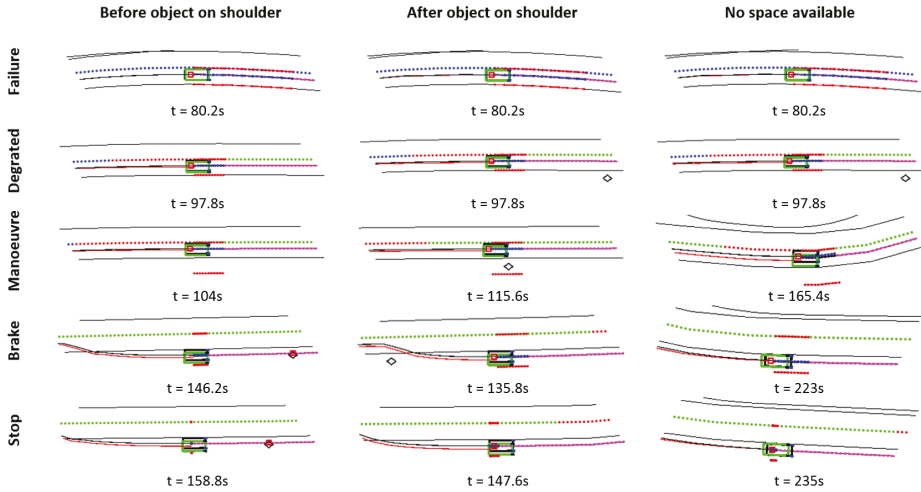 Before object on shoulder
After object on shoulder
No space available
Failure
t = 80.2s
t = 80.2s
t = 80.2s
Degrated
t = 97.8s
t = 97.8s
t = 97.8s
Manoeuvre
t = 104s
t = 115.6s
t = 165.4s
Brake
t = 146.2s
t = 135.8s
t = 223s
Stop
t = 158.8s
t = 147.6s
t = 235s